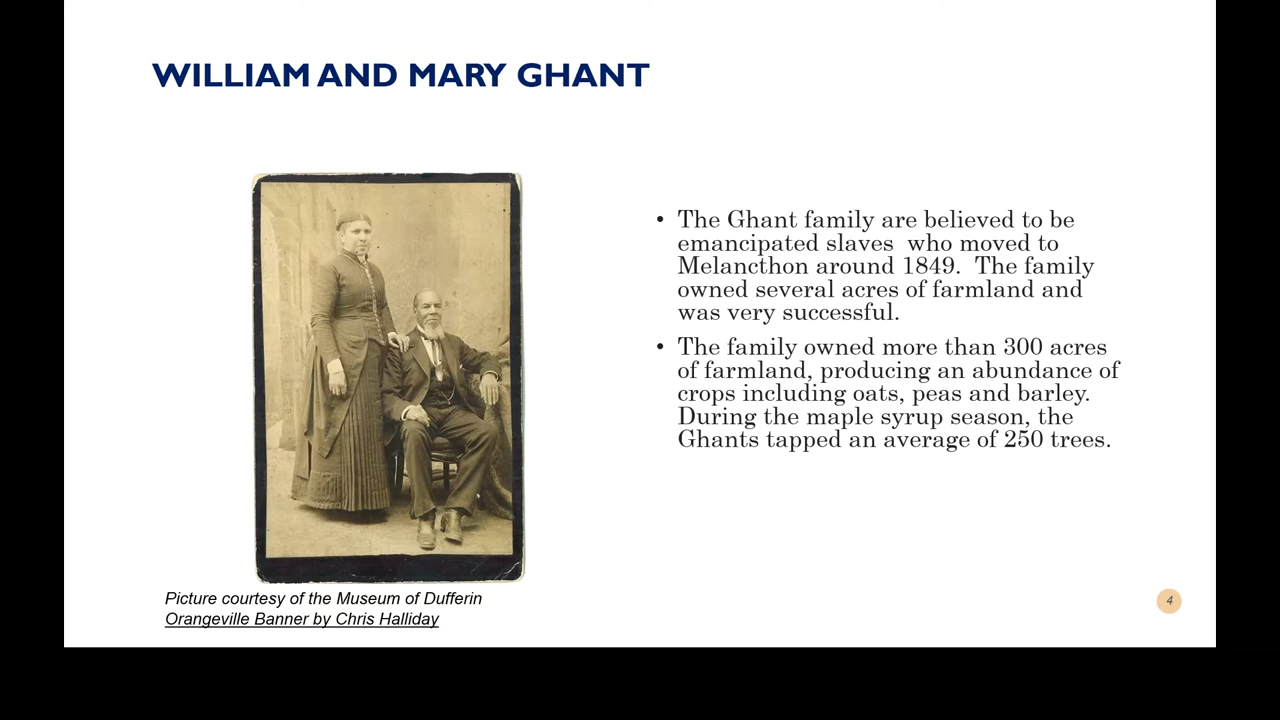 WILLIAM AND MARY GHANT
• The Ghant family are believed to be
emancipated slaves  who moved to
Melancthon around 1849.  The family
owned several acres of farmland and
was very successful.
• The family owned more than 300 acres
of farmland, producing an abundance of
crops including oats, peas and barley.
During the maple syrup season, the
Ghants tapped an average of 250 trees.
Picture courtesy of the Museum of Dufferin
Orangeville Banner by Chris Halliday
4